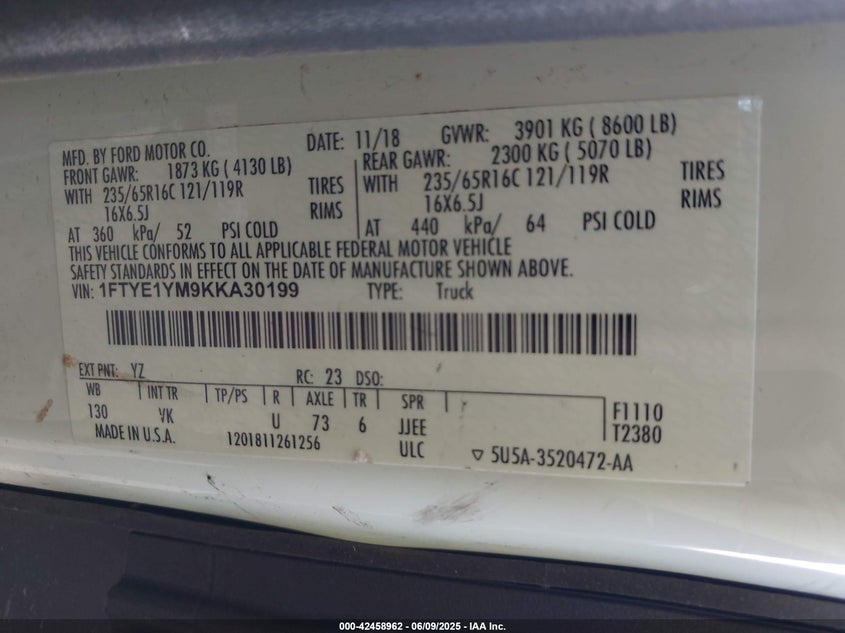 MFD. BY FORD MOTOR CO. DATE: 11/18 GVWR: 3901 KG ( 8600 LB)
FRONT GAWR: 1873 KG ( 4130 LB) REAR GAWR: 2300 KG ( 5070 LB)
WITH 235/65R16C 121/119R TIRES WITH 235/65R16C 121/119R TIRES
16X6.5J RIMS 16X6.5J RIMS
AT 360 kPa/ 52 PSI COLD AT 440 kPa/ 64 PSI COLD
THIS VEHICLE CONFORMS TO ALL APPLICABLE FEDERAL MOTOR VEHICLE
SAFETY STANDARDS IN EFFECT ON THE DATE OF MANUFACTURE SHOWN ABOVE.
VIN: 1FTYE1YM9KKA30199 TYPE: Truck
EXT PNT: YZ RC: 23 DSO:
WB INT TR TP/PS R AXLE TR SPR
130 VK U 73 6 JJEE F1110
MADE IN U.S.A. 1201811261256 ULC T2380
▽ 5U5A-3520472-AA
000-42458962 - 06/09/2025 - IAA Inc.